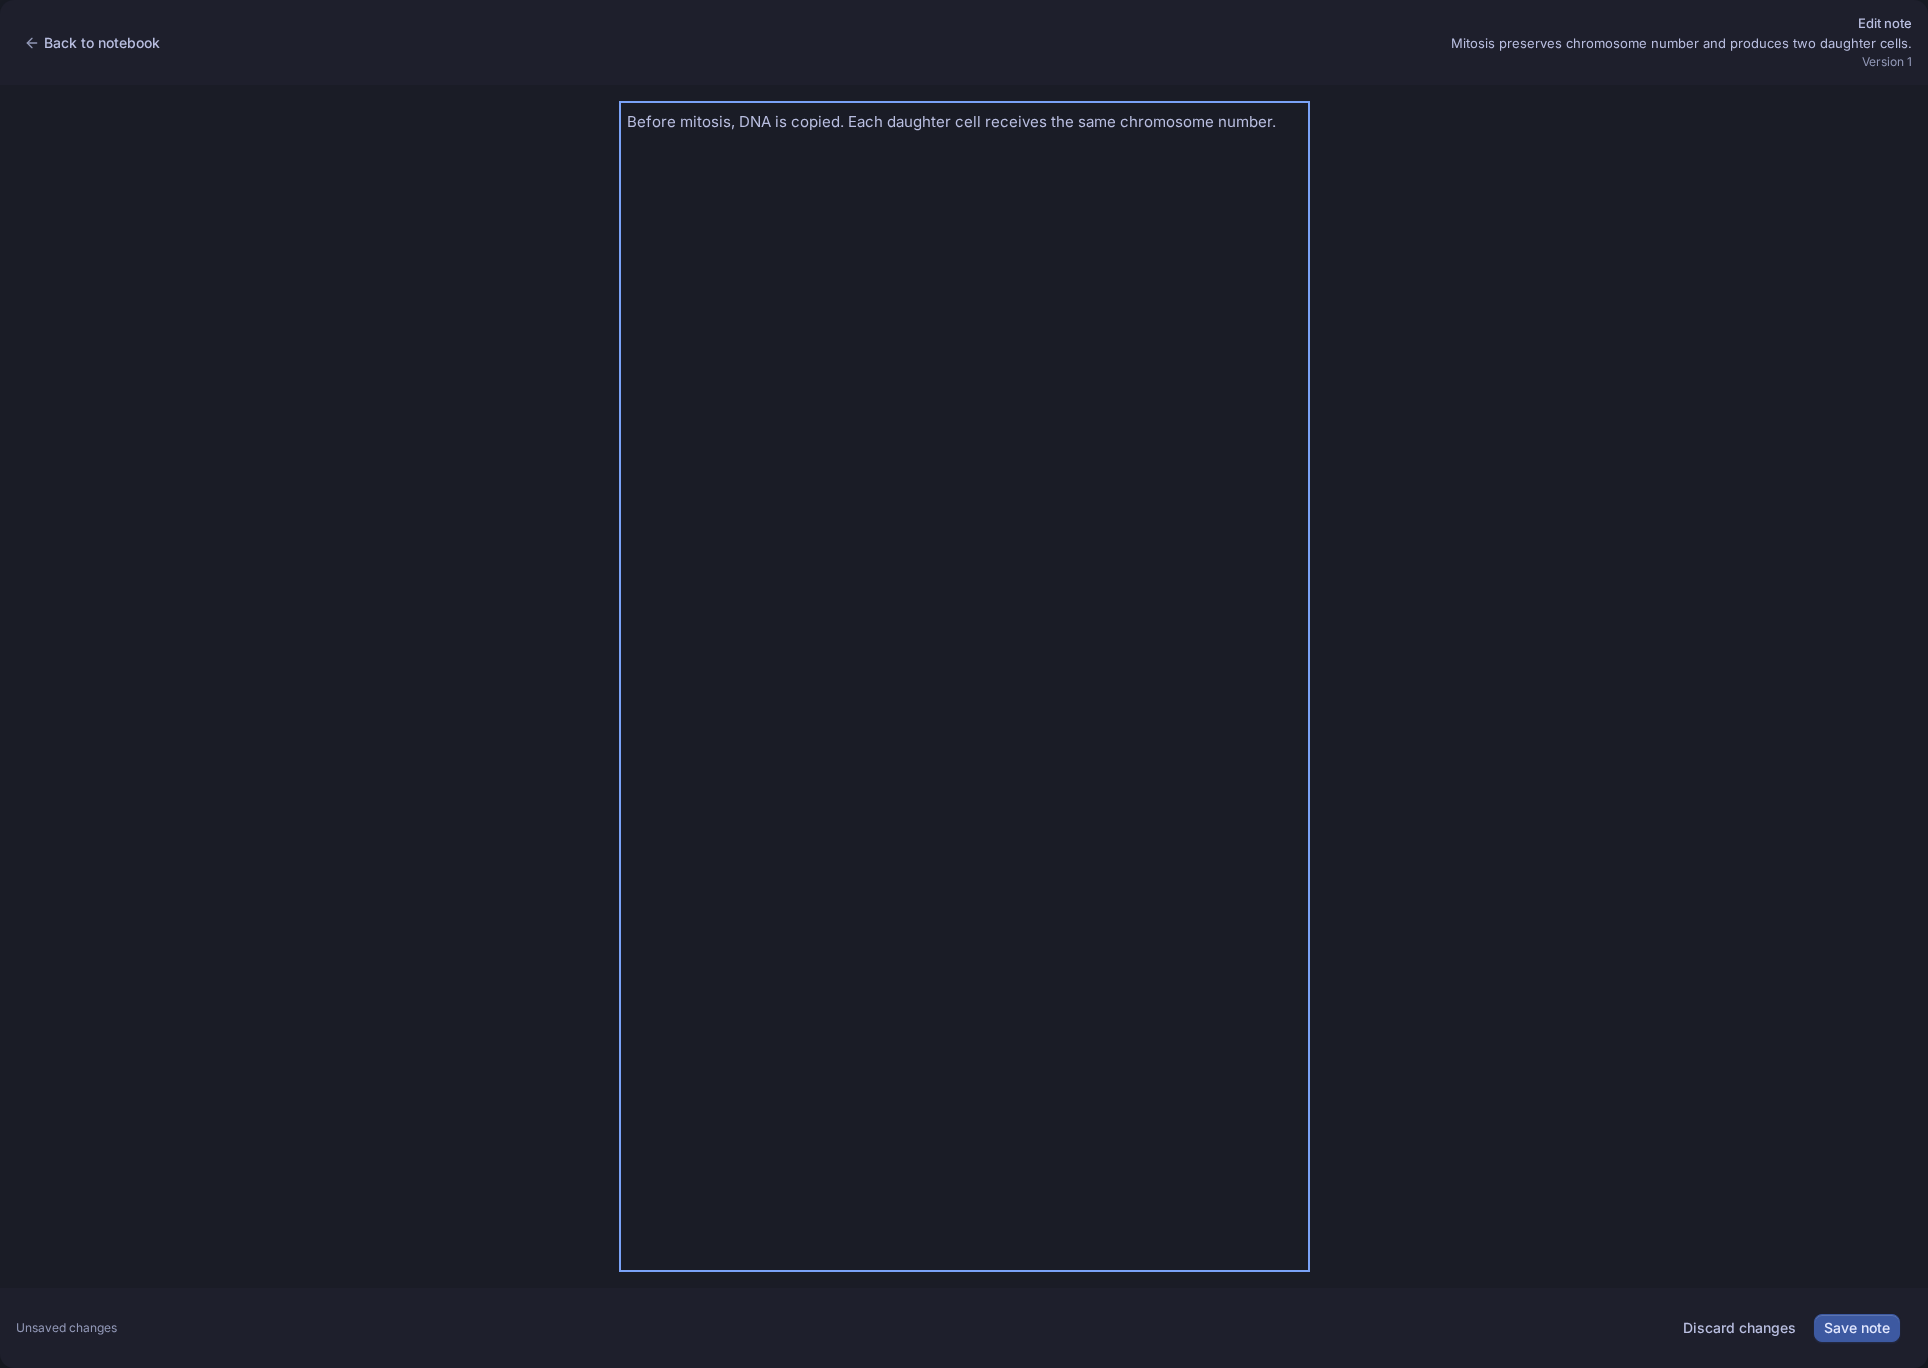 Back to notebook
Edit note
Mitosis preserves chromosome number and produces two daughter cells.
Version 1
Before mitosis, DNA is copied. Each daughter cell receives the same chromosome number.
Unsaved changes
Discard changes
Save note